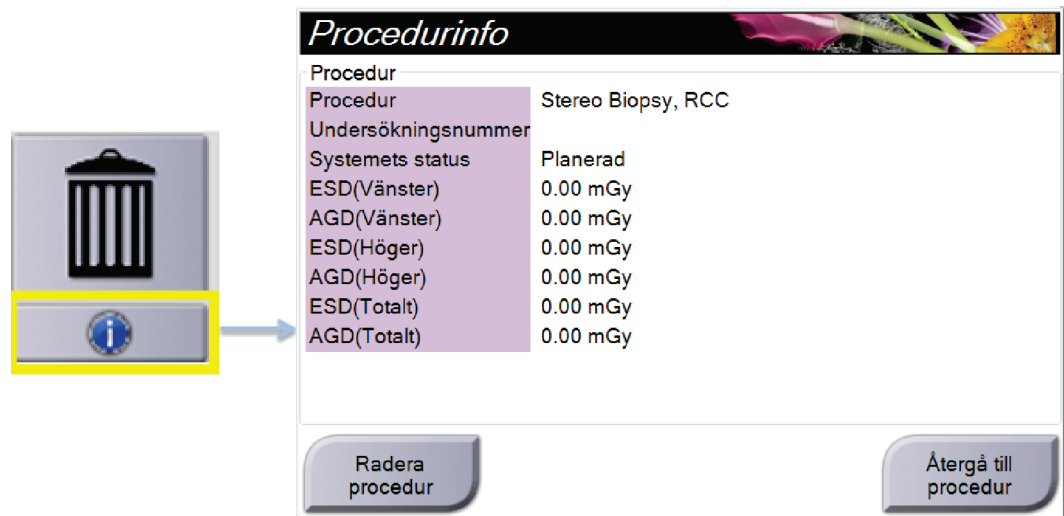 Procedurinfo
Procedur
Procedur Stereo Biopsy, RCC
Undersökningsnummer
Systemets status Planerad
ESD(Vänster) 0.00 mGy
AGD(Vänster) 0.00 mGy
ESD(Höger) 0.00 mGy
AGD(Höger) 0.00 mGy
ESD(Totalt) 0.00 mGy
AGD(Totalt) 0.00 mGy
Radera
procedur
Återgå till
procedur